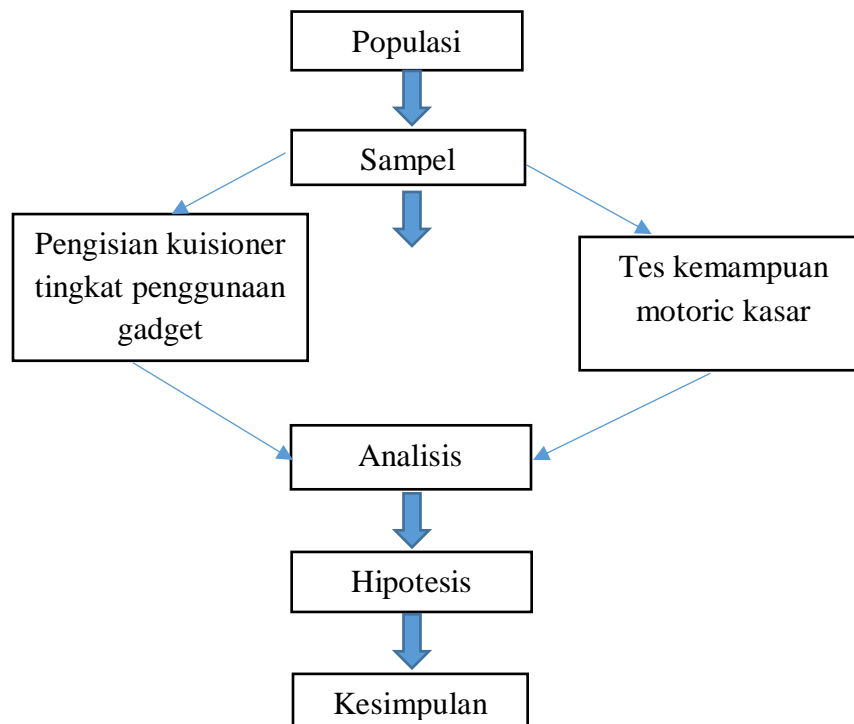 Populasi
Sampel
Pengisian kuisioner
tingkat penggunaan
gadget
Tes kemampuan
motoric kasar
Analisis
Hipotesis
Kesimpulan